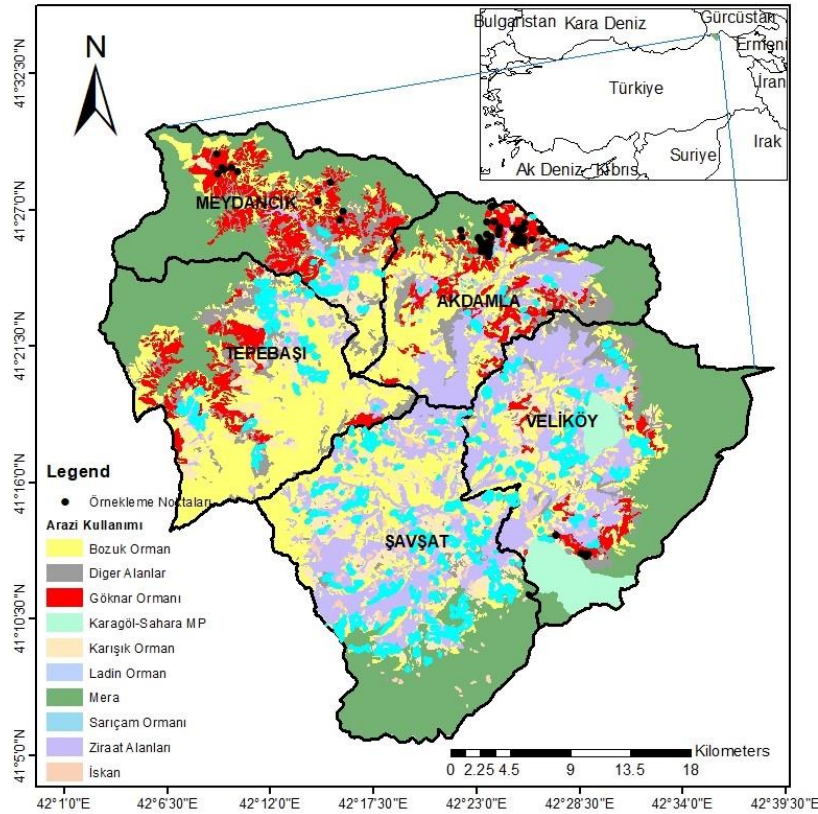 N
Bulgaristan
Kara Deniz
Gürcüstan
Ermeni
İran
Türkiye
Irak
Suriye
Ak Deniz
Kıbrıs
MEYDANCIK
AKDAMLA
TEPEBAŞI
VELİKÖY
ŞAVŞAT
Legend
Örnekleme Noktaları
Arazi Kullanımı
Bozuk Orman
Diger Alanlar
Göknar Ormanı
Karagöl-Sahara MP
Karışık Orman
Ladin Orman
Mera
Sarıçam Ormanı
Ziraat Alanları
İskan
Kilometers
0 2.25 4.5 9 13.5 18
41°32'30"N
41°27'0"N
41°21'30"N
41°16'0"N
41°10'30"N
41°5'0"N
42°1'0"E 42°6'30"E 42°12'0"E 42°17'30"E 42°23'0"E 42°28'30"E 42°34'0"E 42°39'30"E